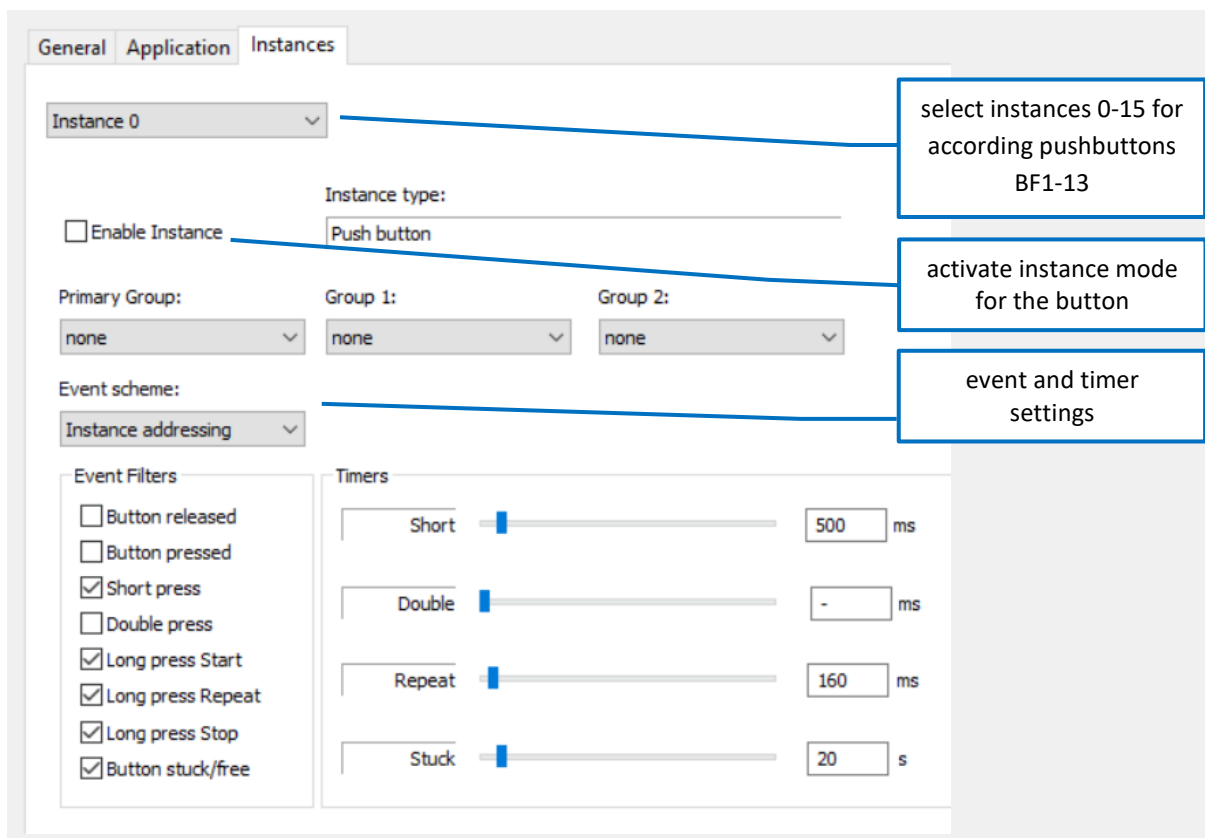 General Application Instances
Instance 0
select instances 0-15 for
according pushbuttons
BF1-13
Instance type:
Enable Instance
Push button
activate instance mode
for the button
Primary Group: Group 1: Group 2:
none none none
event and timer
settings
Event scheme:
Instance addressing
Event Filters
Button released
Button pressed
Short press
Double press
Long press Start
Long press Repeat
Long press Stop
Button stuck/free
Timers
Short 500 ms
Double - ms
Repeat 160 ms
Stuck 20 s